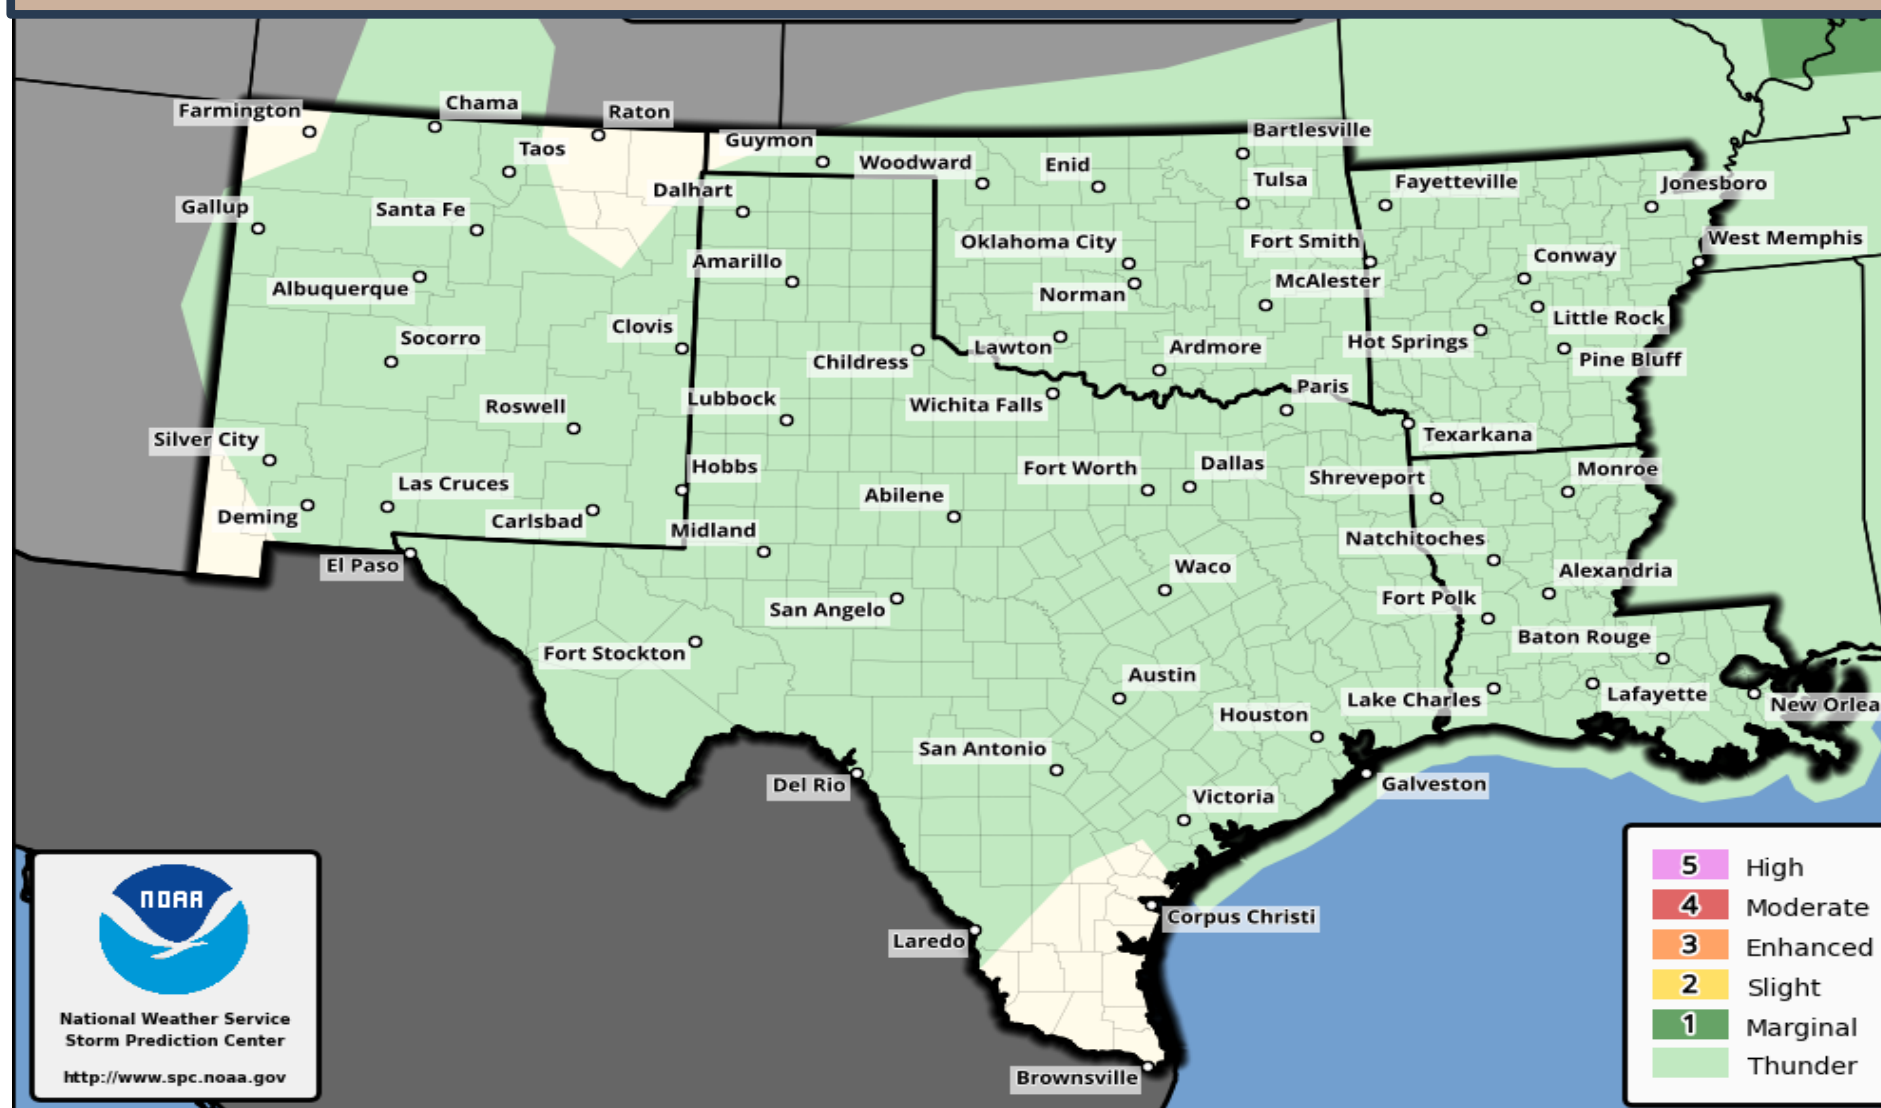 Farmington
Chama
Raton
Taos
Guymon
Woodward
Enid
Bartlesville
Dalhart
Tulsa
Fayetteville
Jonesboro
Gallup
Santa Fe
Oklahoma City
Fort Smith
West Memphis
Amarillo
Conway
Albuquerque
Norman
McAlester
Socorro
Clovis
Little Rock
Childress
Lawton
Ardmore
Hot Springs
Pine Bluff
Roswell
Lubbock
Wichita Falls
Paris
Silver City
Texarkana
Las Cruces
Hobbs
Fort Worth
Dallas
Shreveport
Monroe
Deming
Carlsbad
Midland
Abilene
Natchitoches
El Paso
Waco
Alexandria
San Angelo
Fort Polk
Fort Stockton
Baton Rouge
Austin
Lake Charles
Lafayette
New Orlea
Houston
San Antonio
Del Rio
Galveston
Victoria
Laredo
Corpus Christi
Brownsville
NOAA
National Weather Service
Storm Prediction Center
http://www.spc.noaa.gov
5 High
4 Moderate
3 Enhanced
2 Slight
1 Marginal
Thunder